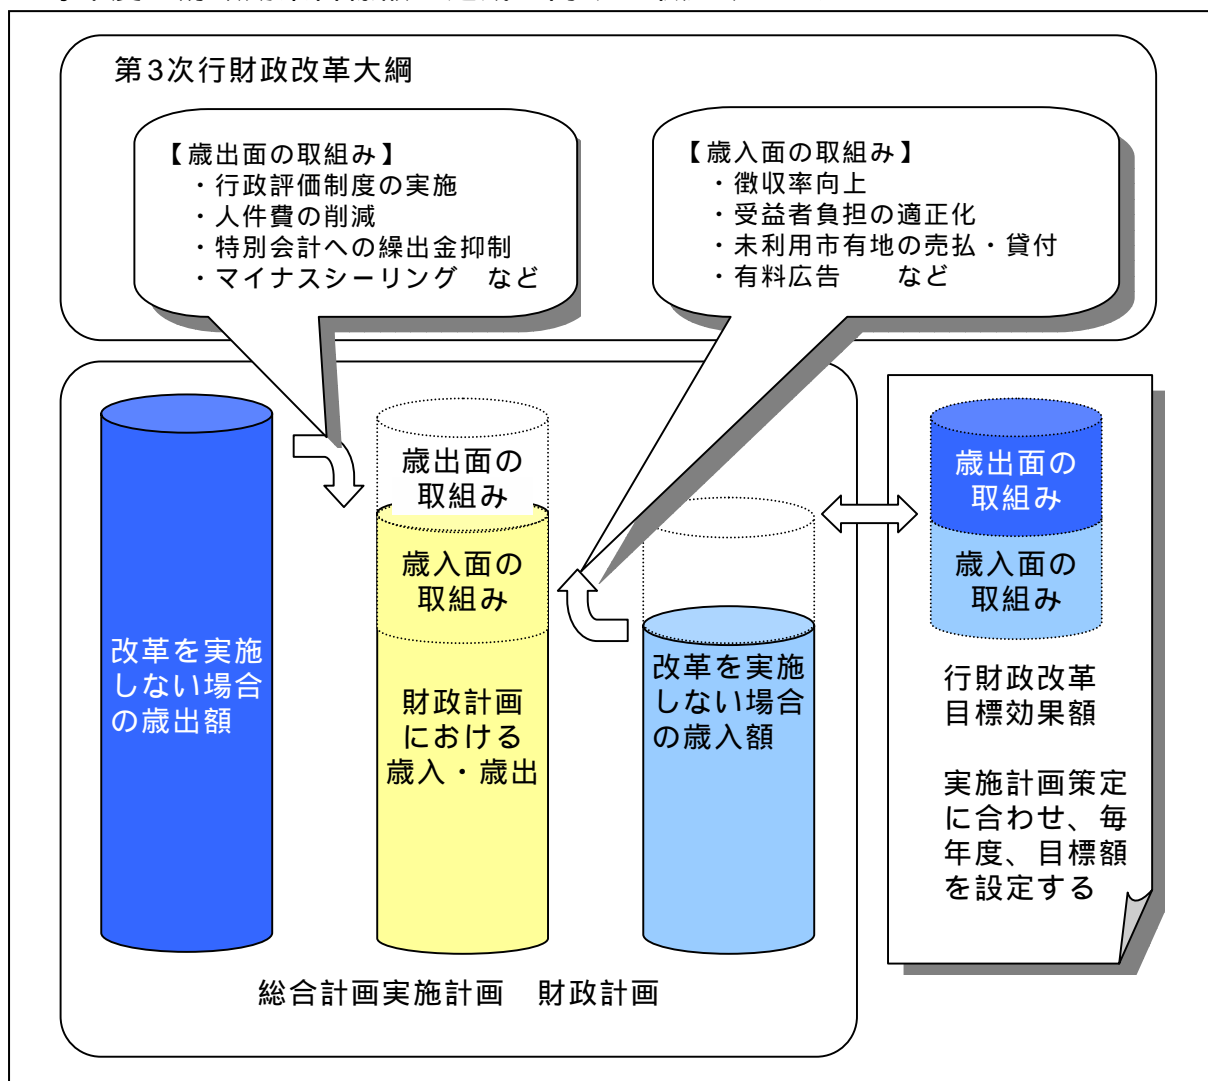 第3次行財政改革大綱
【歳出面の取組み】
・行政評価制度の実施
・人件費の削減
・特別会計への繰出金抑制
・マイナスシーリング　など
【歳入面の取組み】
・徴収率向上
・受益者負担の適正化
・未利用市有地の売払・貸付
・有料広告　　など
改革を実施
しない場合
の歳出額
歳出面の
取組み
歳入面の
取組み
財政計画
における
歳入・歳出
改革を実施
しない場合
の歳入額
歳出面の
取組み
歳入面の
取組み
行財政改革
目標効果額
実施計画策定
に合わせ、毎
年度、目標額
を設定する
総合計画実施計画　財政計画